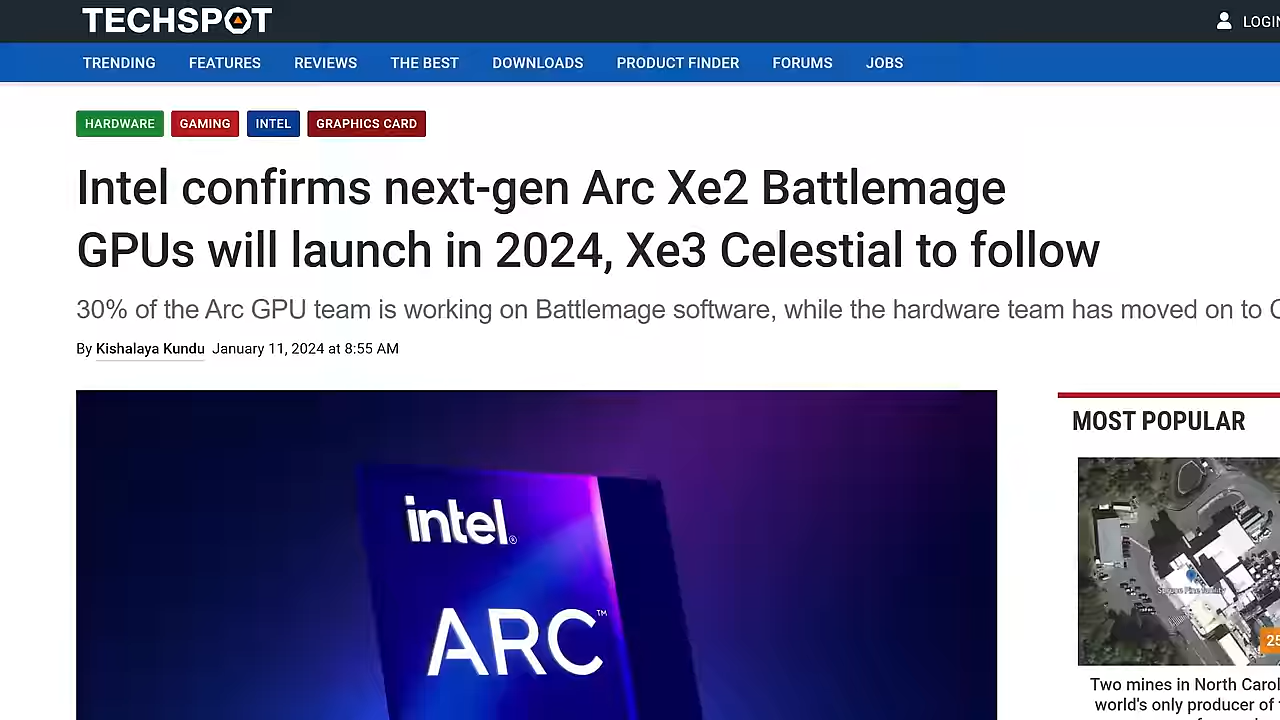 TECHSPOT
LOGIN
TRENDING FEATURES REVIEWS THE BEST DOWNLOADS PRODUCT FINDER FORUMS JOBS
HARDWARE GAMING INTEL GRAPHICS CARD
Intel confirms next-gen Arc Xe2 Battlemage
GPUs will launch in 2024, Xe3 Celestial to follow
30% of the Arc GPU team is working on Battlemage software, while the hardware team has moved on to
By Kishalaya Kundu January 11, 2024 at 8:55 AM
intel®
ARC™
MOST POPULAR
25
Two mines in North Carol
world's only producer of